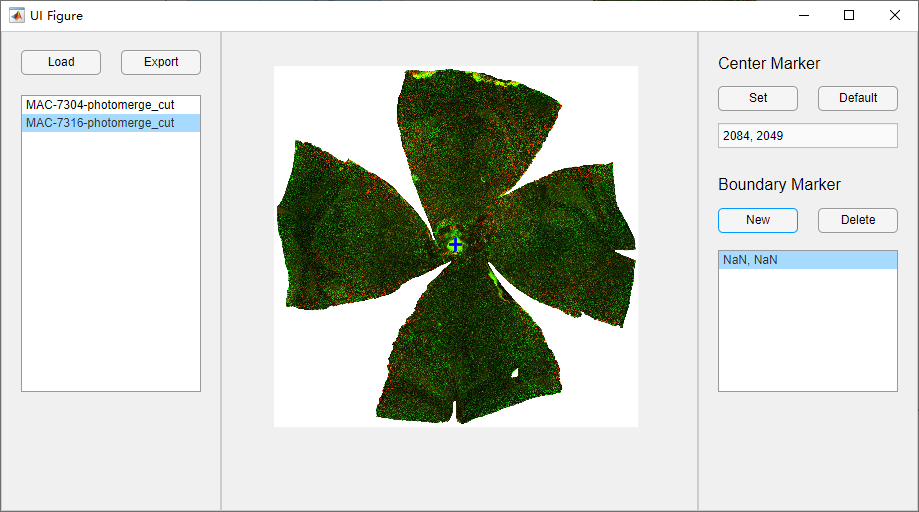 UI Figure
Load
Export
MAC-7304-photomerge_cut
MAC-7316-photomerge_cut
Center Marker
Set
Default
2084, 2049
Boundary Marker
New
Delete
NaN, NaN